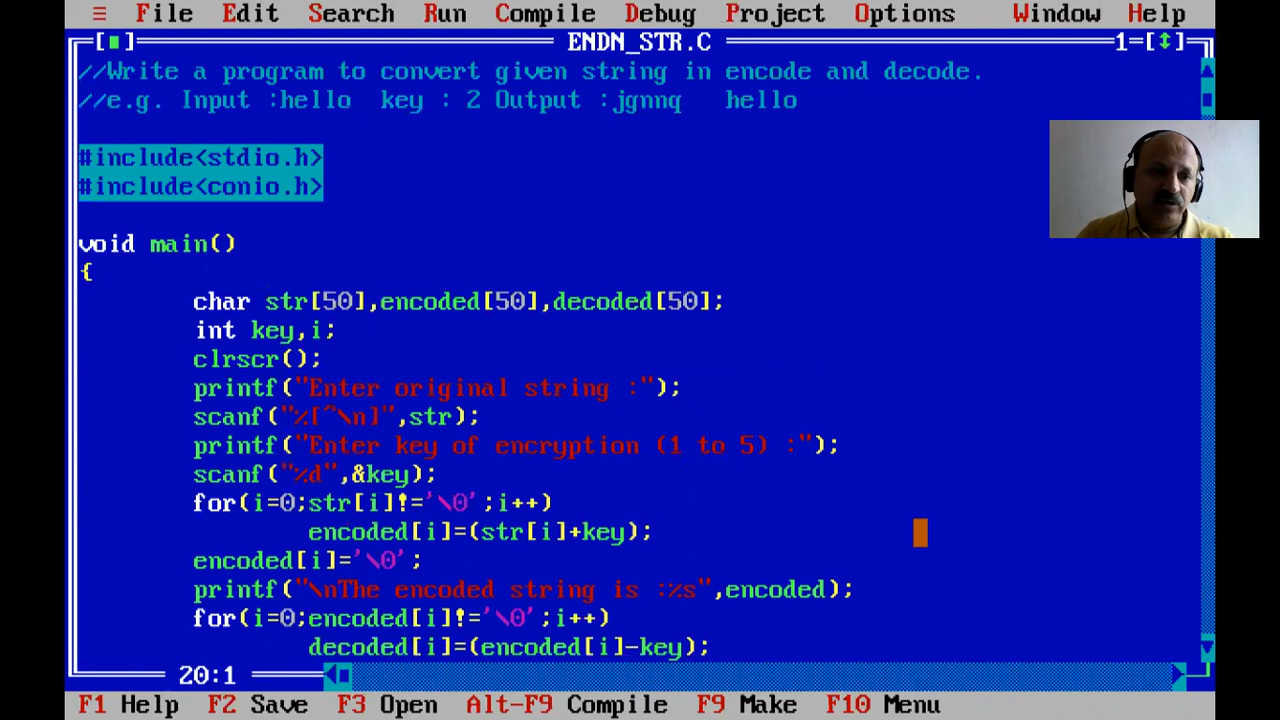 ≡ File Edit Search Run Compile Debug Project Options Window Help
[■] ENDN_STR.C 1=[↕]
//Write a program to convert given string in encode and decode.
//e.g. Input :hello key : 2 Output :jgnnq hello
#include<stdio.h>
#include<conio.h>
void main()
{
char str[50],encoded[50],decoded[50];
int key,i;
clrscr();
printf("Enter original string :");
scanf("%[^\n]",str);
printf("Enter key of encryption (1 to 5) :");
scanf("%d",&key);
for(i=0;str[i]!='\0';i++)
encoded[i]=(str[i]+key);
encoded[i]='\0';
printf("\nThe encoded string is :%s",encoded);
for(i=0;encoded[i]!='\0';i++)
decoded[i]=(encoded[i]-key);
20:1
F1 Help F2 Save F3 Open Alt-F9 Compile F9 Make F10 Menu